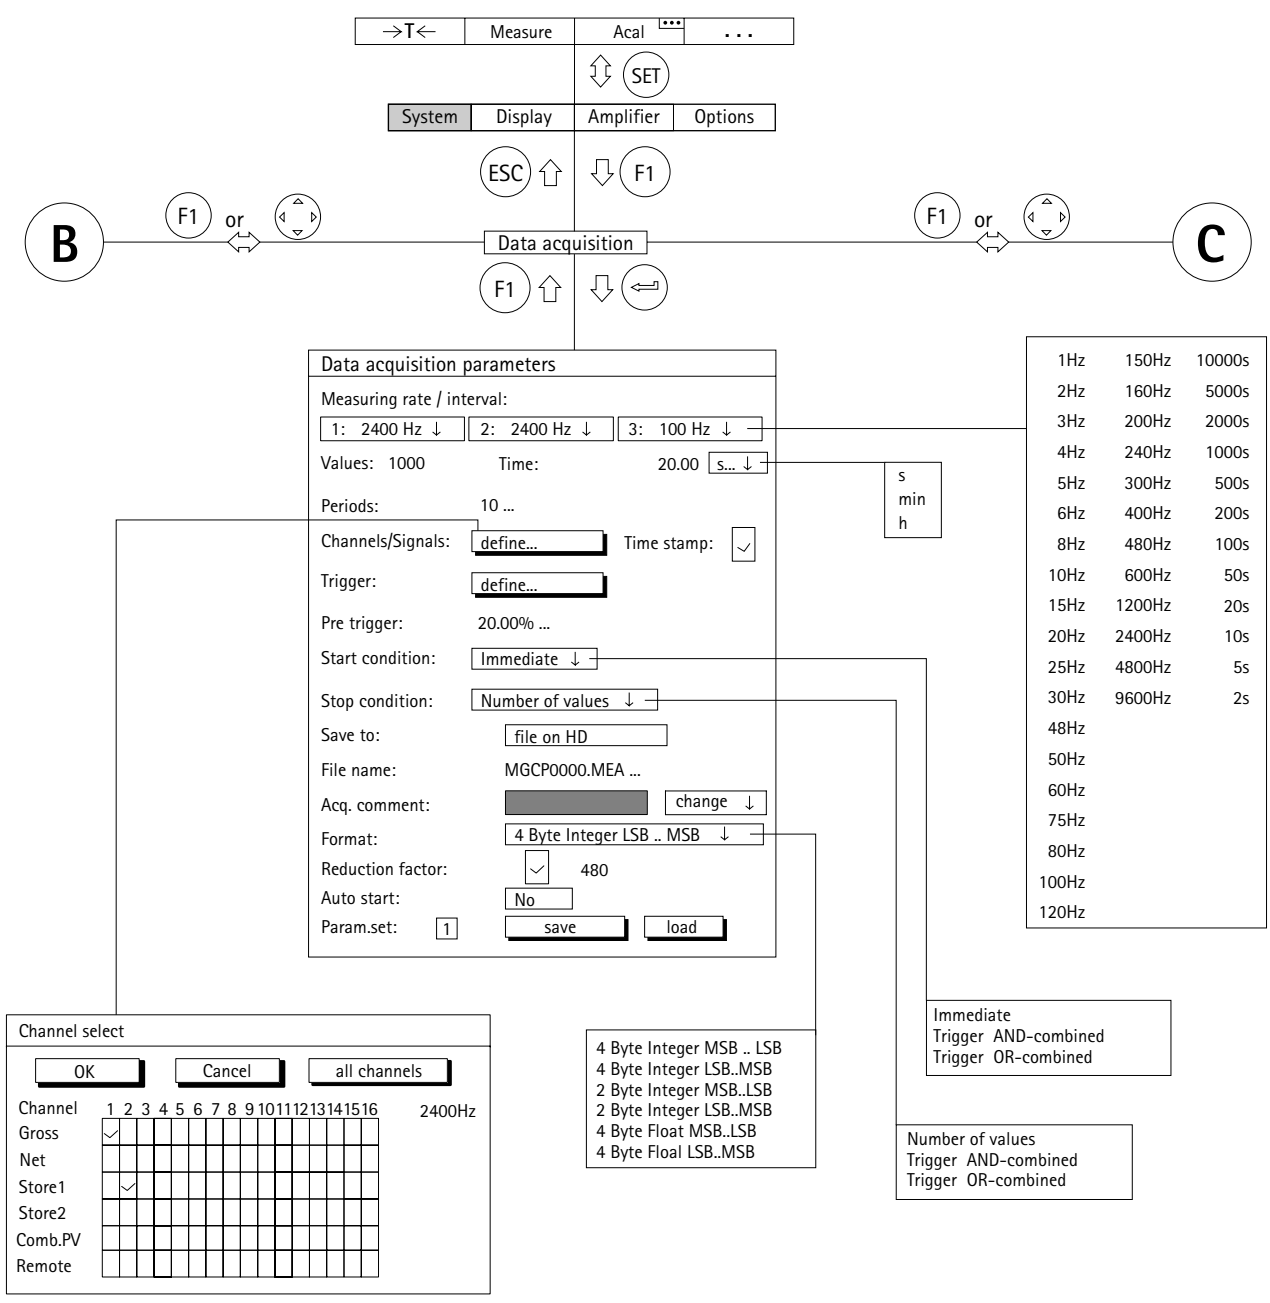 →T← Measure Acal ... . . .
SET
System Display Amplifier Options
ESC F1
F1 or
F1 or
B
Data acquisition
C
F1
Data acquisition parameters
Measuring rate / interval:
1: 2400 Hz ↓ 2: 2400 Hz ↓ 3: 100 Hz ↓
Values: 1000 Time: 20.00 s... ↓
Periods: 10 ...
Channels/Signals: define... Time stamp:
Trigger: define...
Pre trigger: 20.00% ...
Start condition: Immediate ↓
Stop condition: Number of values ↓
Save to: file on HD
File name: MGCP0000.MEA ...
Acq. comment: change ↓
Format: 4 Byte Integer LSB .. MSB ↓
Reduction factor: 480
Auto start: No
Param.set: 1 save load
s
min
h
1Hz 150Hz 10000s
2Hz 160Hz 5000s
3Hz 200Hz 2000s
4Hz 240Hz 1000s
5Hz 300Hz 500s
6Hz 400Hz 200s
8Hz 480Hz 100s
10Hz 600Hz 50s
15Hz 1200Hz 20s
20Hz 2400Hz 10s
25Hz 4800Hz 5s
30Hz 9600Hz 2s
48Hz
50Hz
60Hz
75Hz
80Hz
100Hz
120Hz
Channel select
OK Cancel all channels
Channel 1 2 3 4 5 6 7 8 9 10 11 12 13 14 15 16 2400Hz
Gross
Net
Store1
Store2
Comb.PV
Remote
4 Byte Integer MSB .. LSB
4 Byte Integer LSB..MSB
2 Byte Integer MSB..LSB
2 Byte Integer LSB..MSB
4 Byte Float MSB..LSB
4 Byte Floal LSB..MSB
Immediate
Trigger AND-combined
Trigger OR-combined
Number of values
Trigger AND-combined
Trigger OR-combined